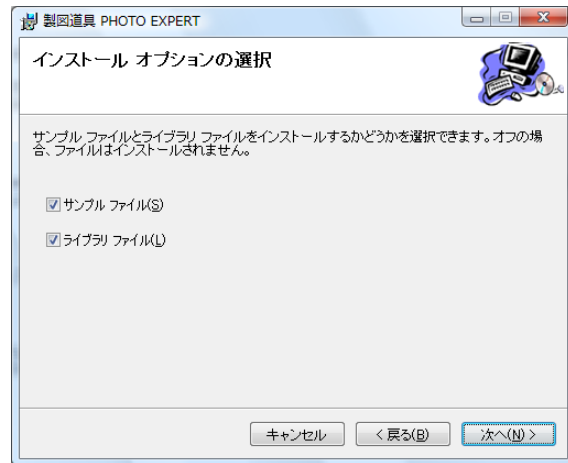 製図道具 PHOTO EXPERT
インストール オプションの選択
サンプル ファイルとライブラリ ファイルをインストールするかどうかを選択できます。オフの場
合、ファイルはインストールされません。
サンプル ファイル(S)
ライブラリ ファイル(L)
キャンセル < 戻る(B) 次へ(N) >